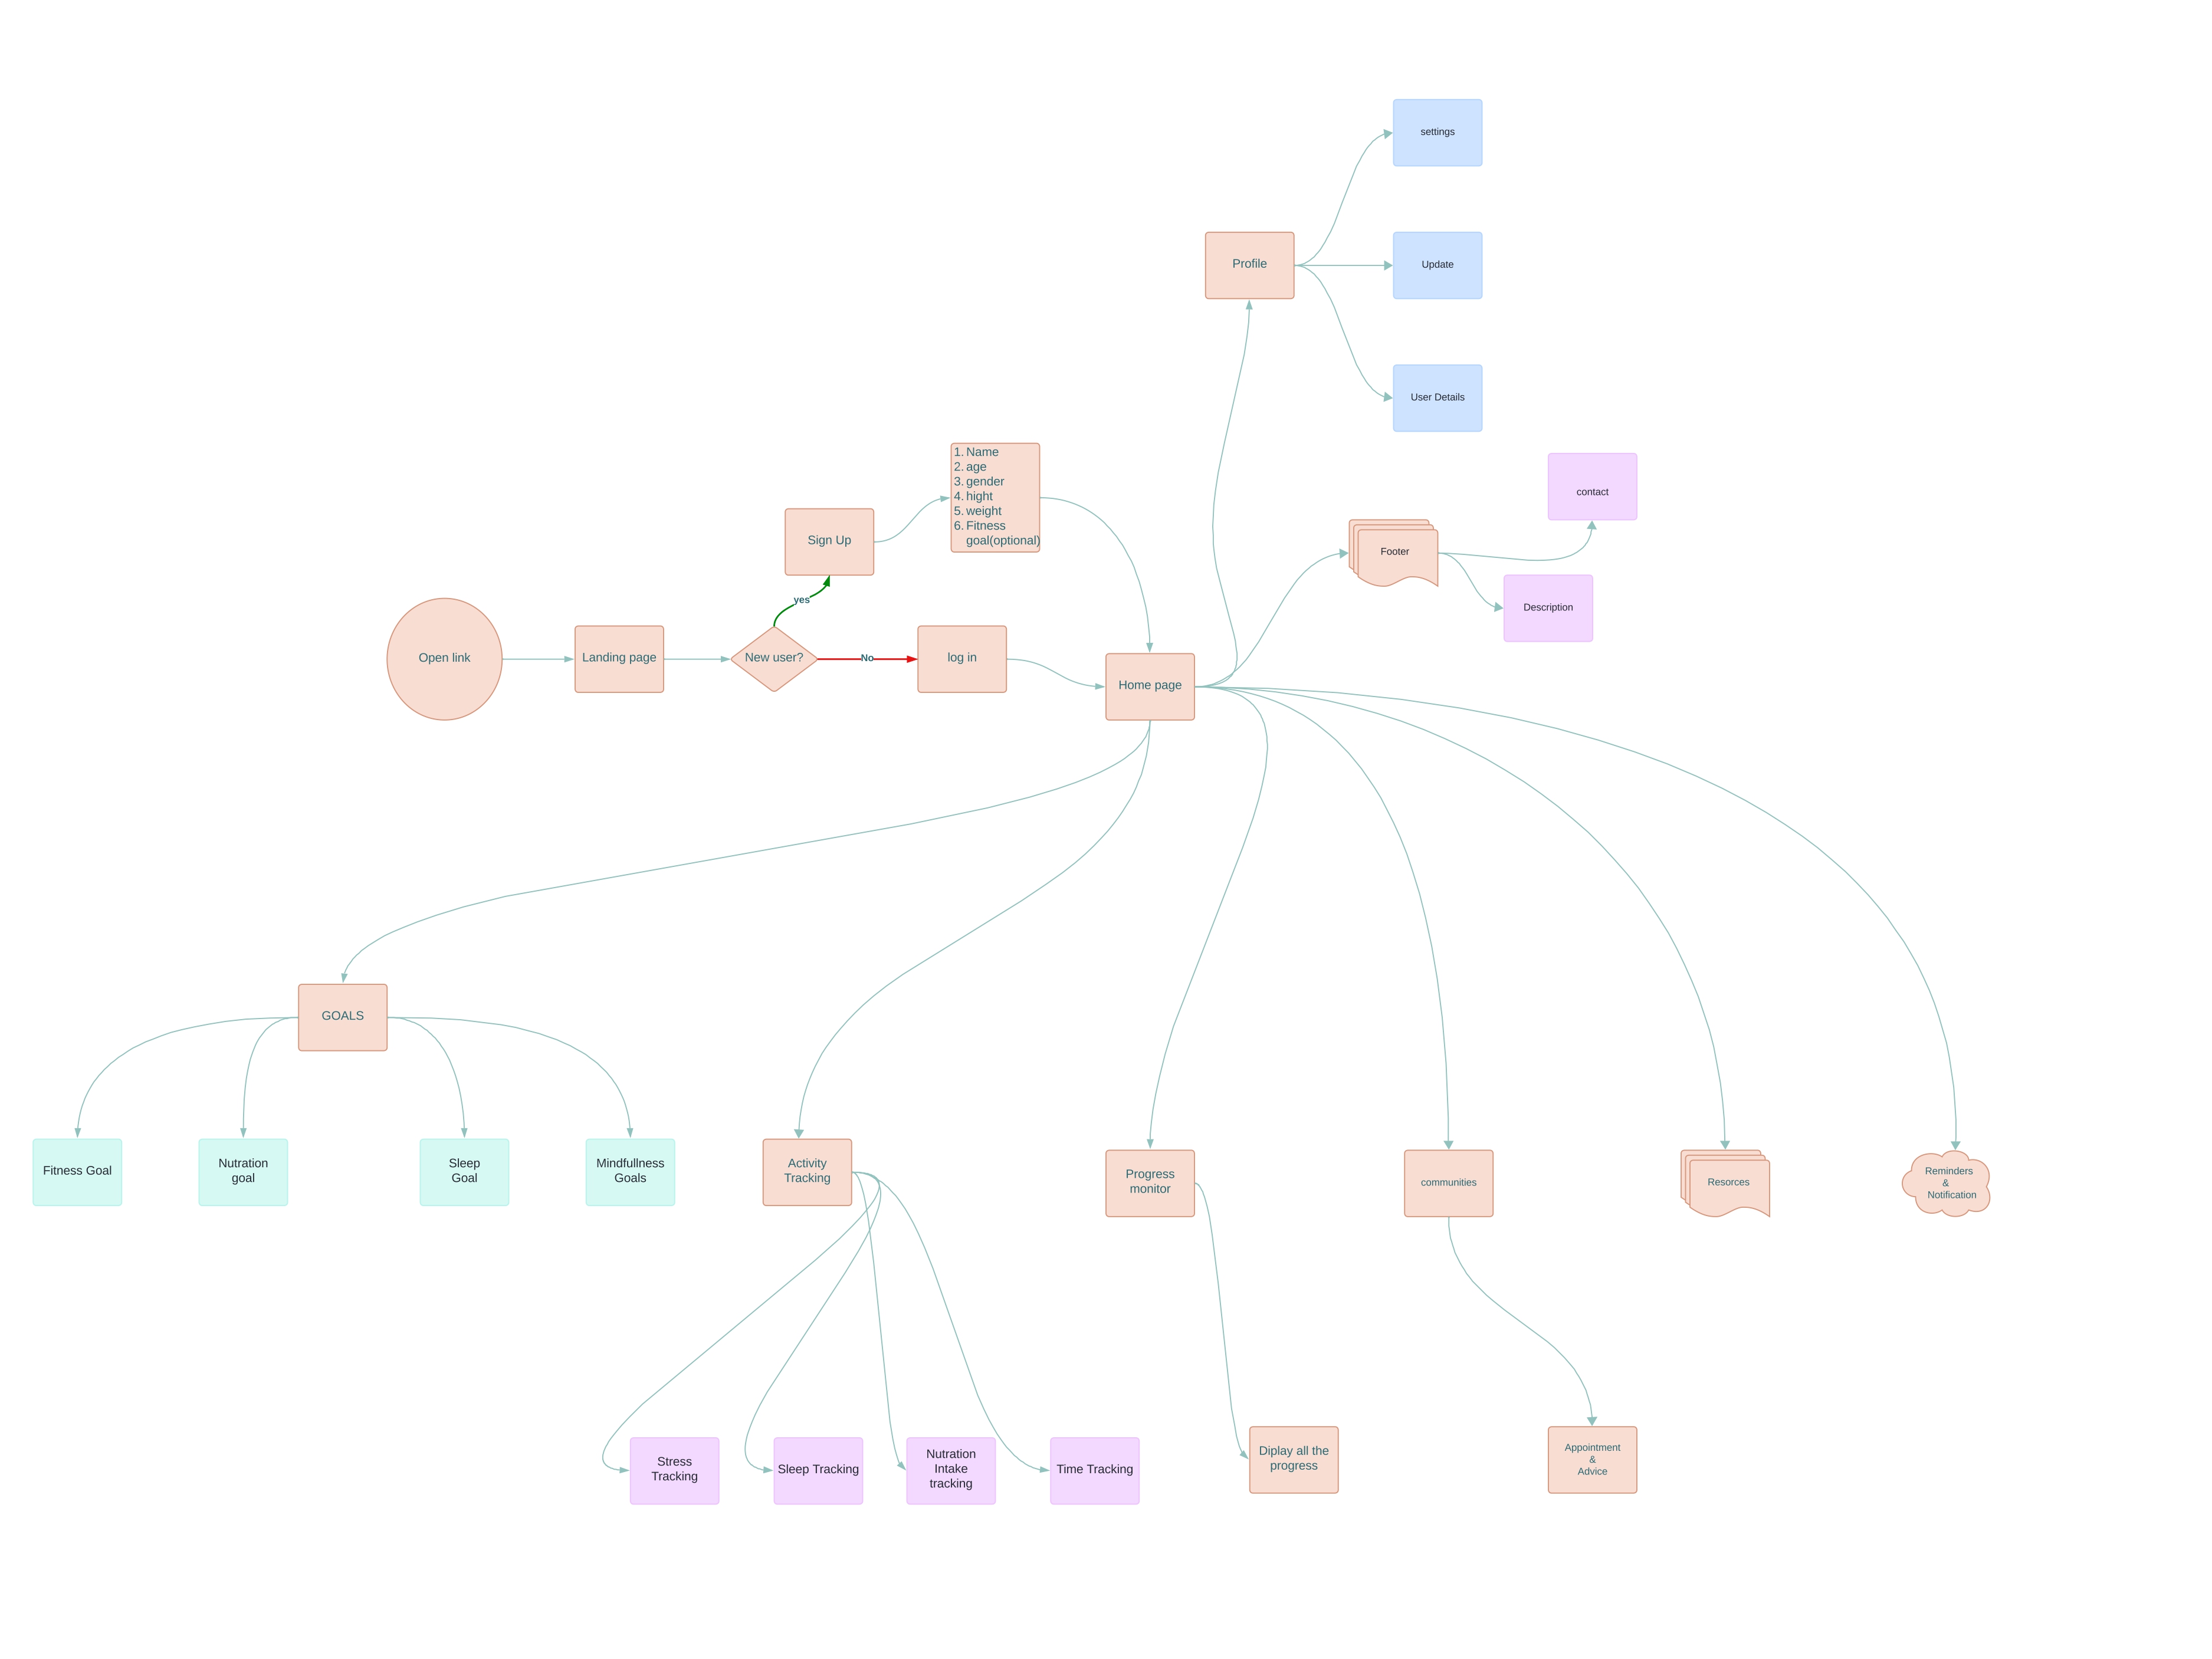 settings
Profile
Update
User Details
1. Name
2. age
3. gender
4. hight
5. weight
6. Fitness
goal(optional)
contact
Sign Up
Footer
yes
Description
Open link
Landing page
New user?
No
log in
Home page
GOALS
Fitness Goal
Nutration
goal
Sleep
Goal
Mindfullness
Goals
Activity
Tracking
Progress
monitor
communities
Resorces
Reminders
&
Notification
Stress
Tracking
Sleep Tracking
Nutration
Intake
tracking
Time Tracking
Diplay all the
progress
Appointment
&
Advice